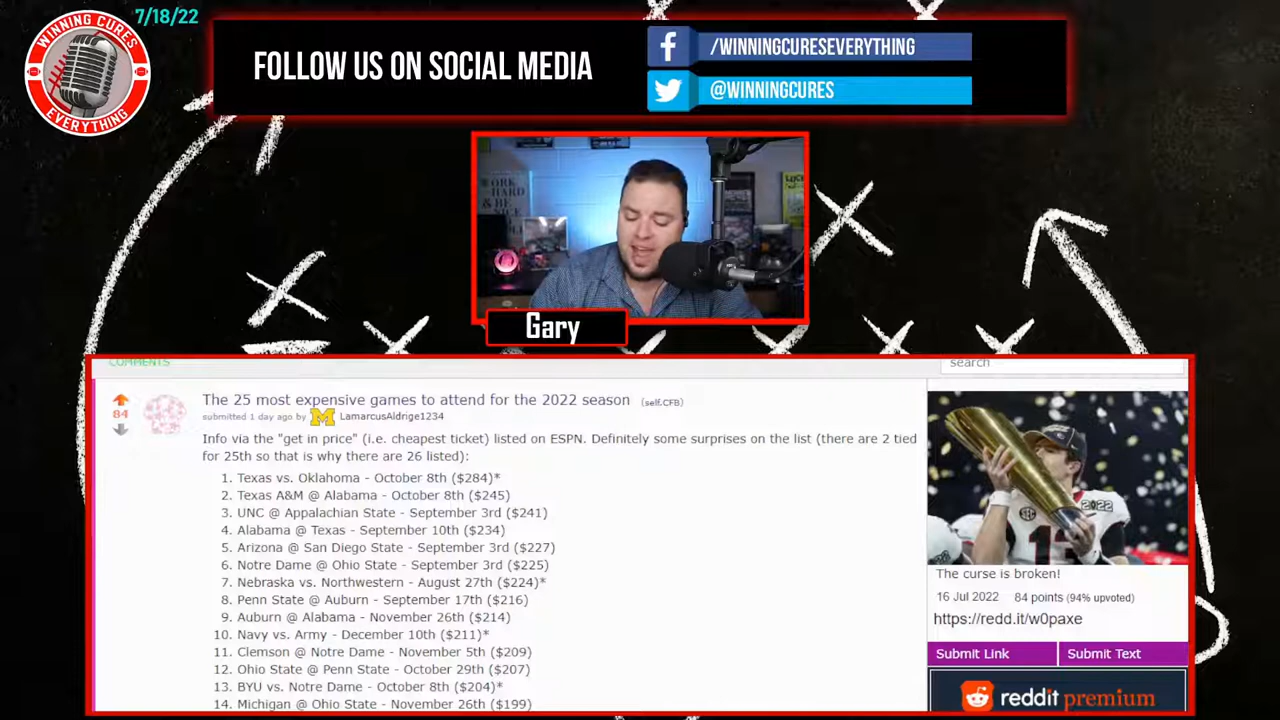 7/18/22
WINNING CURES
EVERYTHING
FOLLOW US ON SOCIAL MEDIA
/WINNINGCURESEVERYTHING
@WINNINGCURES
Gary
COMMENTS
search
84
The 25 most expensive games to attend for the 2022 season (self.CFB)
submitted 1 day ago by M LamarcusAldrige1234
Info via the "get in price" (i.e. cheapest ticket) listed on ESPN. Definitely some surprises on the list (there are 2 tied
for 25th so that is why there are 26 listed):
1. Texas vs. Oklahoma - October 8th ($284)*
2. Texas A&M @ Alabama - October 8th ($245)
3. UNC @ Appalachian State - September 3rd ($241)
4. Alabama @ Texas - September 10th ($234)
5. Arizona @ San Diego State - September 3rd ($227)
6. Notre Dame @ Ohio State - September 3rd ($225)
7. Nebraska vs. Northwestern - August 27th ($224)*
8. Penn State @ Auburn - September 17th ($216)
9. Auburn @ Alabama - November 26th ($214)
10. Navy vs. Army - December 10th ($211)*
11. Clemson @ Notre Dame - November 5th ($209)
12. Ohio State @ Penn State - October 29th ($207)
13. BYU vs. Notre Dame - October 8th ($204)*
14. Michigan @ Ohio State - November 26th ($199)
SEC
2022
13
The curse is broken!
16 Jul 2022 84 points (94% upvoted)
https://redd.it/w0paxe
Submit Link
Submit Text
reddit premium